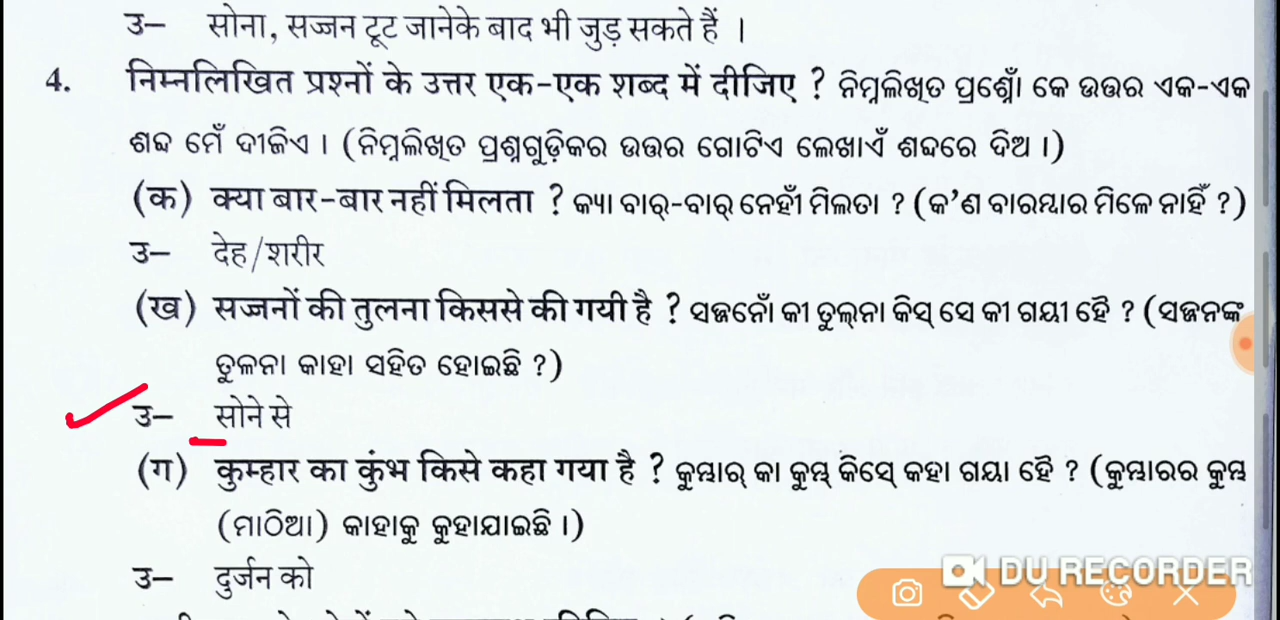 उ– सोना, सज्जन टूट जानेके बाद भी जुड़ सकते हैं ।
4. निम्नलिखित प्रश्नों के उत्तर एक-एक शब्द में दीजिए ? ନିମ୍ନଲିଖିତ ପ୍ରଶ୍ନୋଁ କେ ଉତ୍ତର ଏକ-ଏକ
ଶବ୍ଦ ମେଁ ଦୀଜିଏ । (ନିମ୍ନଲିଖିତ ପ୍ରଶ୍ନଗୁଡ଼ିକର ଉତ୍ତର ଗୋଟିଏ ଲେଖାଏଁ ଶବ୍ଦରେ ଦିଅ ।)
(क) क्या बार-बार नहीं मिलता ? କ୍ୟା ବାର୍-ବାର୍ ନେହୀଁ ମିଲତା ? (କ'ଣ ବାରମ୍ୱାର ମିଳେ ନାହିଁ ?)
उ– देह/शरीर
(ख) सज्जनों की तुलना किससे की गयी है ? ସଜ୍ଜନୋଁ କୀ ତୁଲ୍‌ନା କିସ୍ ସେ କୀ ଗୟୀ ହୈ ? (ସଜ୍ଜନଙ୍କ
ତୁଳନା କାହା ସହିତ ହୋଇଛି ?)
उ– सोने से
(ग) कुम्हार का कुंभ किसे कहा गया है ? କୁମ୍ଭାର୍ କା କୁମ୍ଭ୍ କିସେ୍ କହା ଗୟା ହୈ ? (କୁମ୍ଭାରର କୁମ୍ଭ
(ମାଠିଆ) କାହାକୁ କୁହାଯାଇଛି ।)
उ– दुर्जन को
DU RECORDER